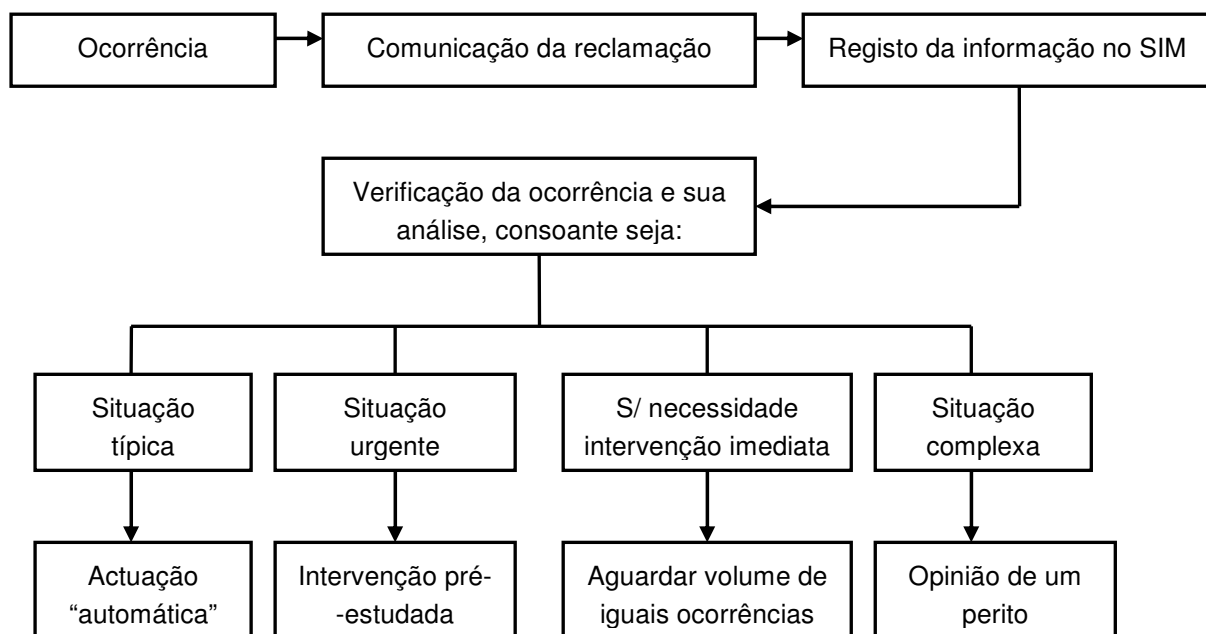 Ocorrência
Comunicação da reclamação
Registo da informação no SIM
Verificação da ocorrência e sua
análise, consoante seja:
Situação
típica
Situação
urgente
S/ necessidade
intervenção imediata
Situação
complexa
Actuação
“automática”
Intervenção pré-
-estudada
Aguardar volume de
iguais ocorrências
Opinião de um
perito